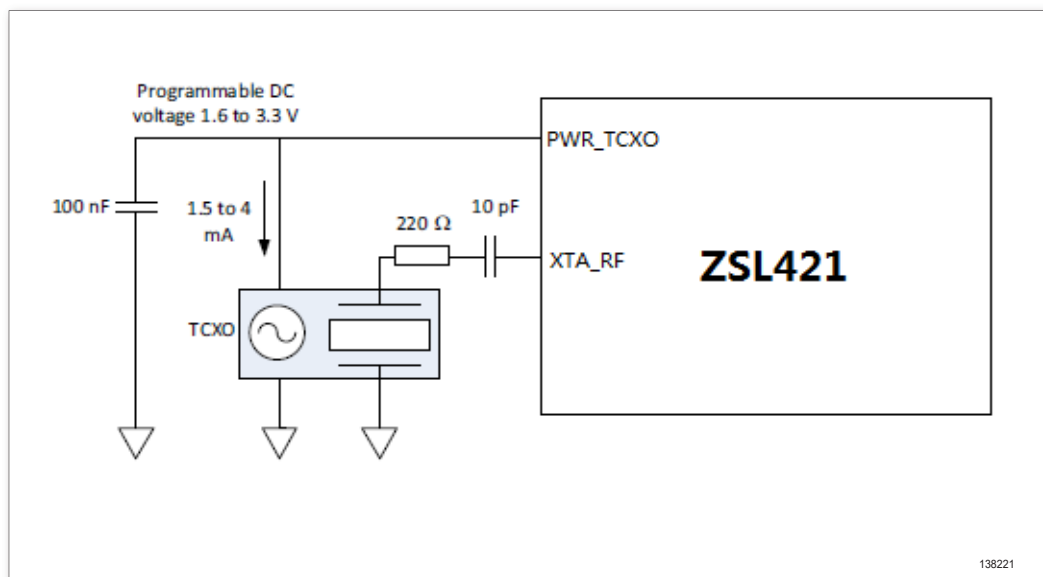 Programmable DC
voltage 1.6 to 3.3 V
PWR_TCXO
100 nF
1.5 to 4
mA
220 Ω
10 pF
XTA_RF
ZSL421
TCXO
138221